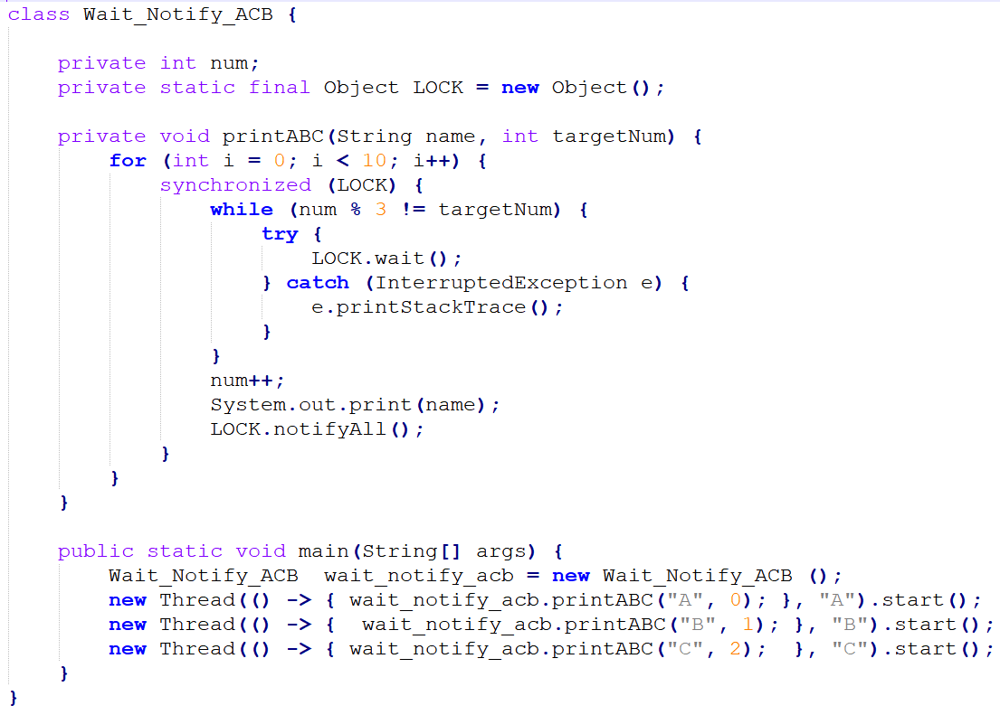 class Wait_Notify_ACB {
private int num;
private static final Object LOCK = new Object();
private void printABC(String name, int targetNum) {
for (int i = 0; i < 10; i++) {
synchronized (LOCK) {
while (num % 3 != targetNum) {
try {
LOCK.wait();
} catch (InterruptedException e) {
e.printStackTrace();
}
}
num++;
System.out.print(name);
LOCK.notifyAll();
}
}
}
public static void main(String[] args) {
Wait_Notify_ACB  wait_notify_acb = new Wait_Notify_ACB ();
new Thread(() -> { wait_notify_acb.printABC("A", 0); }, "A").start();
new Thread(() -> {  wait_notify_acb.printABC("B", 1); }, "B").start();
new Thread(() -> { wait_notify_acb.printABC("C", 2);  }, "C").start();
}
}